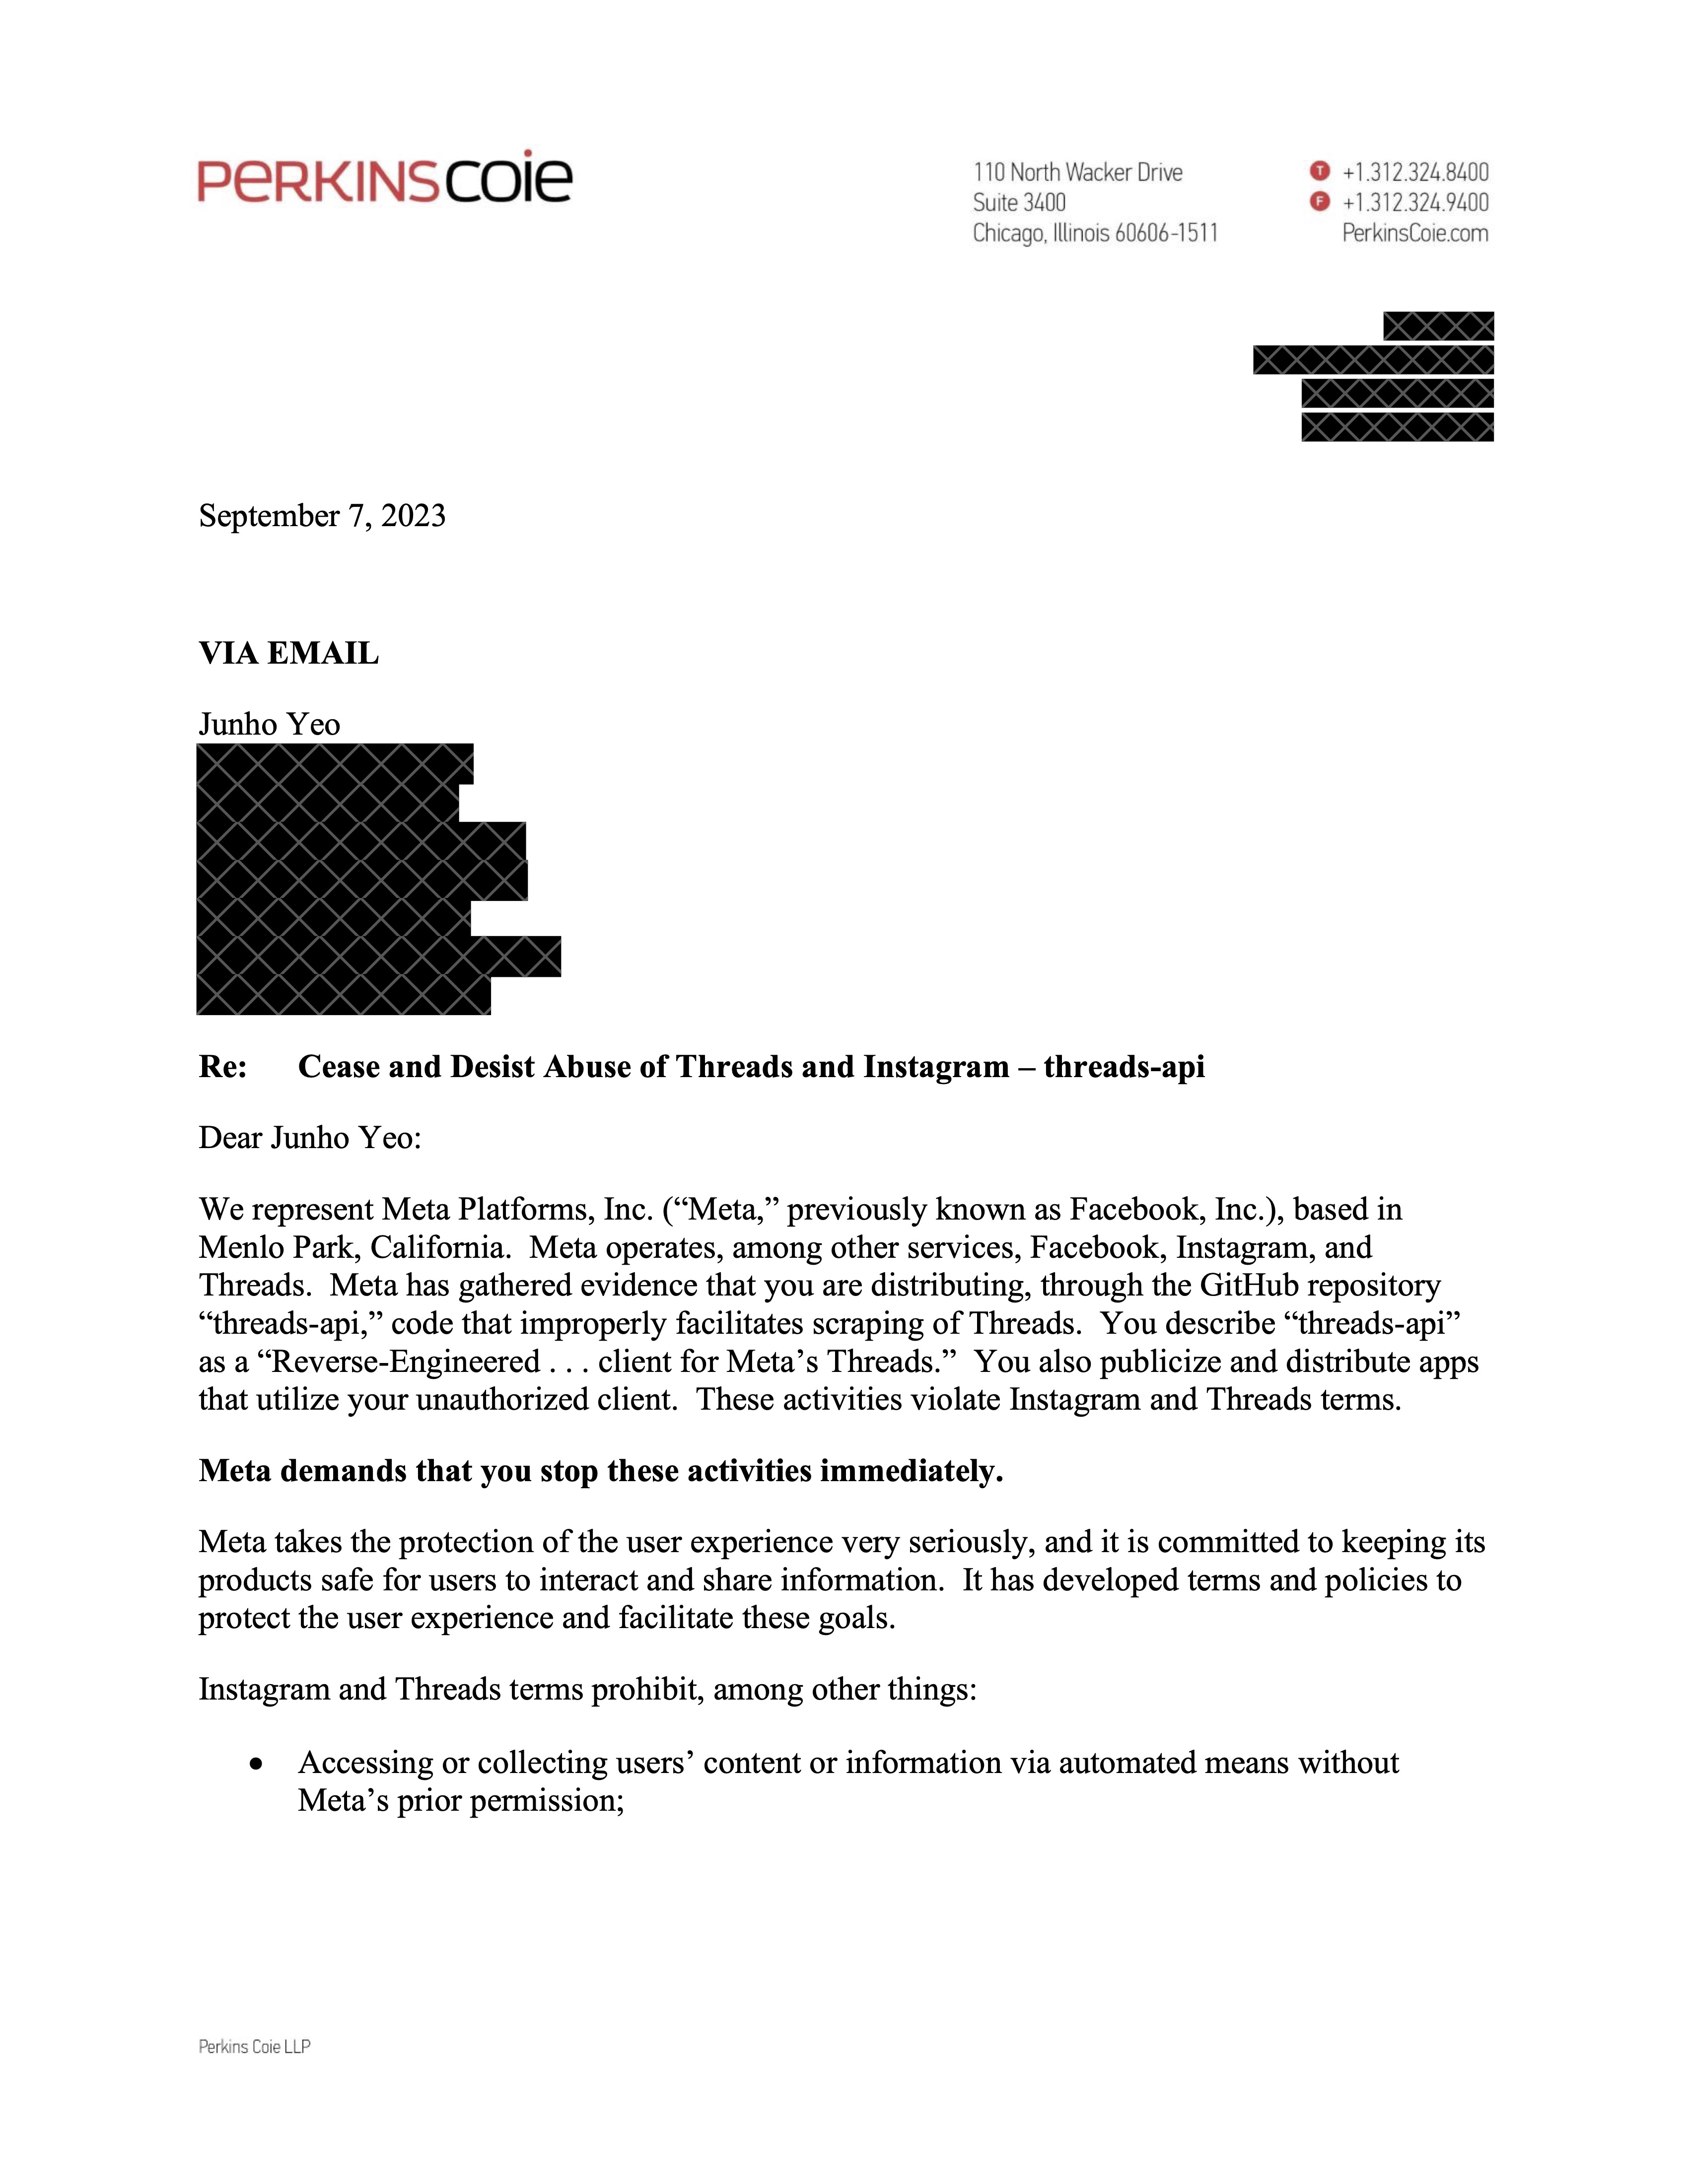 PERKINSCOIE
110 North Wacker Drive
Suite 3400
Chicago, Illinois 60606-1511
T +1.312.324.8400
F +1.312.324.9400
PerkinsCoie.com
September 7, 2023
VIA EMAIL
Junho Yeo
Re: Cease and Desist Abuse of Threads and Instagram – threads-api
Dear Junho Yeo:
We represent Meta Platforms, Inc. (“Meta,” previously known as Facebook, Inc.), based in
Menlo Park, California.  Meta operates, among other services, Facebook, Instagram, and
Threads.  Meta has gathered evidence that you are distributing, through the GitHub repository
“threads-api,” code that improperly facilitates scraping of Threads.  You describe “threads-api”
as a “Reverse-Engineered . . . client for Meta’s Threads.”  You also publicize and distribute apps
that utilize your unauthorized client.  These activities violate Instagram and Threads terms.
Meta demands that you stop these activities immediately.
Meta takes the protection of the user experience very seriously, and it is committed to keeping its
products safe for users to interact and share information.  It has developed terms and policies to
protect the user experience and facilitate these goals.
Instagram and Threads terms prohibit, among other things:
• Accessing or collecting users’ content or information via automated means without
Meta’s prior permission;
Perkins Coie LLP